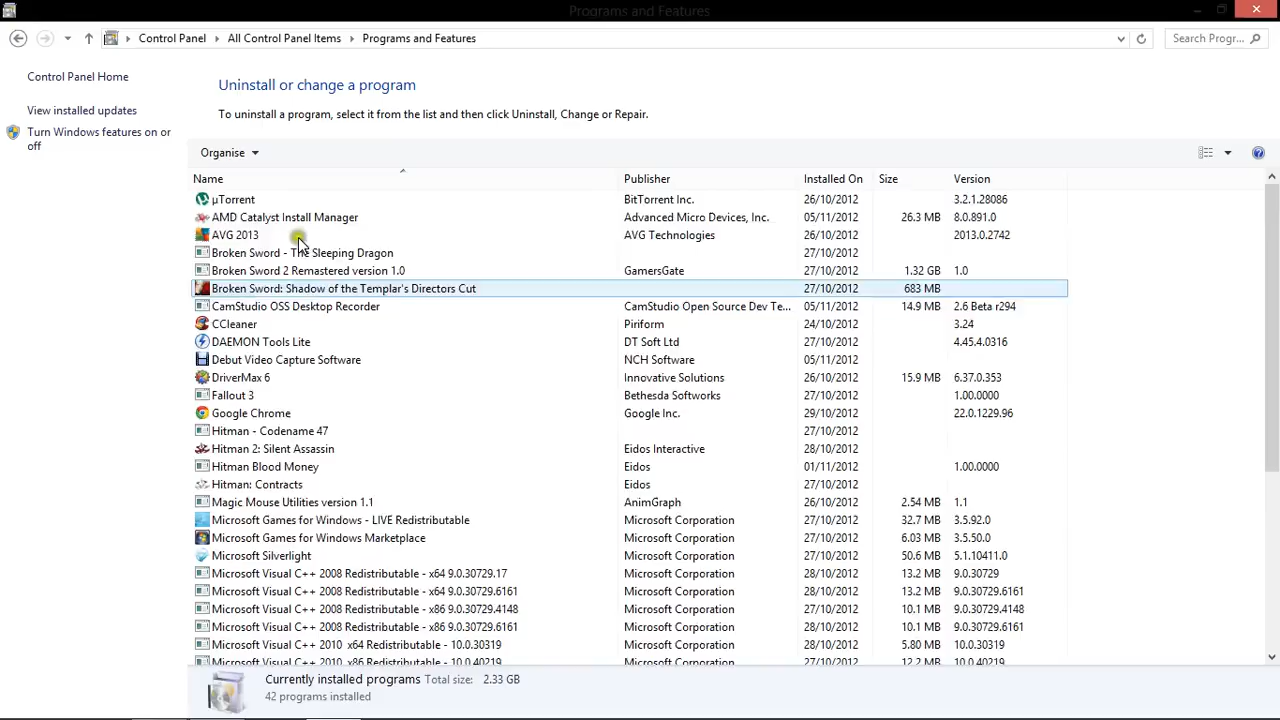 Programs and Features
Control Panel All Control Panel Items Programs and Features Search Progr...
Control Panel Home
View installed updates
Turn Windows features on or off
Uninstall or change a program
To uninstall a program, select it from the list and then click Uninstall, Change or Repair.
Organise
Name Publisher Installed On Size Version
µTorrent BitTorrent Inc. 26/10/2012 3.2.1.28086
AMD Catalyst Install Manager Advanced Micro Devices, Inc. 05/11/2012 26.3 MB 8.0.891.0
AVG 2013 AVG Technologies 26/10/2012 2013.0.2742
Broken Sword - The Sleeping Dragon 27/10/2012
Broken Sword 2 Remastered version 1.0 GamersGate 27/10/2012 1.32 GB 1.0
Broken Sword: Shadow of the Templar's Directors Cut 27/10/2012 683 MB
CamStudio OSS Desktop Recorder CamStudio Open Source Dev Te... 05/11/2012 14.9 MB 2.6 Beta r294
CCleaner Piriform 24/10/2012 3.24
DAEMON Tools Lite DT Soft Ltd 27/10/2012 4.45.4.0316
Debut Video Capture Software NCH Software 05/11/2012
DriverMax 6 Innovative Solutions 26/10/2012 15.9 MB 6.37.0.353
Fallout 3 Bethesda Softworks 27/10/2012 1.00.0000
Google Chrome Google Inc. 29/10/2012 22.0.1229.96
Hitman - Codename 47 27/10/2012
Hitman 2: Silent Assassin Eidos Interactive 28/10/2012
Hitman Blood Money Eidos 01/11/2012 1.00.0000
Hitman: Contracts Eidos 27/10/2012
Magic Mouse Utilities version 1.1 AnimGraph 26/10/2012 2.54 MB 1.1
Microsoft Games for Windows - LIVE Redistributable Microsoft Corporation 27/10/2012 32.7 MB 3.5.92.0
Microsoft Games for Windows Marketplace Microsoft Corporation 27/10/2012 6.03 MB 3.5.50.0
Microsoft Silverlight Microsoft Corporation 27/10/2012 50.6 MB 5.1.10411.0
Microsoft Visual C++ 2008 Redistributable - x64 9.0.30729.17 Microsoft Corporation 28/10/2012 13.2 MB 9.0.30729
Microsoft Visual C++ 2008 Redistributable - x64 9.0.30729.6161 Microsoft Corporation 28/10/2012 13.2 MB 9.0.30729.6161
Microsoft Visual C++ 2008 Redistributable - x86 9.0.30729.4148 Microsoft Corporation 27/10/2012 10.1 MB 9.0.30729.4148
Microsoft Visual C++ 2008 Redistributable - x86 9.0.30729.6161 Microsoft Corporation 28/10/2012 10.1 MB 9.0.30729.6161
Microsoft Visual C++ 2010 x64 Redistributable - 10.0.30319 Microsoft Corporation 28/10/2012 5.80 MB 10.0.30319
Microsoft Visual C++ 2010 x86 Redistributable - 10.0.40219 Microsoft Corporation 27/10/2012 12.2 MB 10.0.40219
Currently installed programs Total size: 2.33 GB
42 programs installed